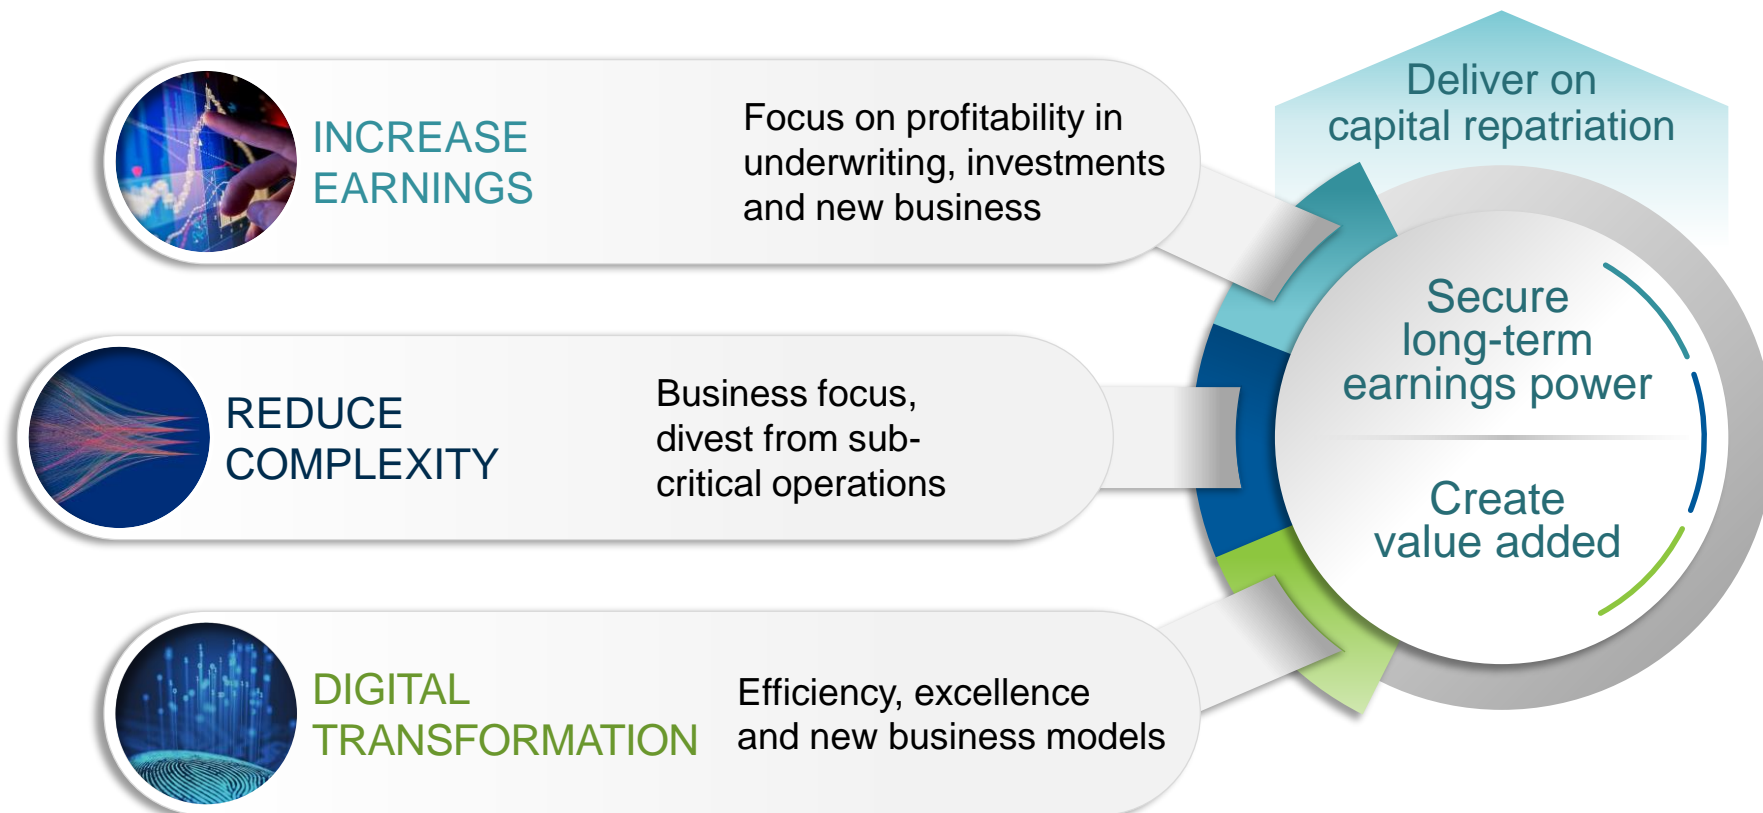 INCREASE
EARNINGS
Focus on profitability in
underwriting, investments
and new business
REDUCE
COMPLEXITY
Business focus,
divest from sub-
critical operations
DIGITAL
TRANSFORMATION
Efficiency, excellence
and new business models
Deliver on
capital repatriation
Secure
long-term
earnings power
Create
value added